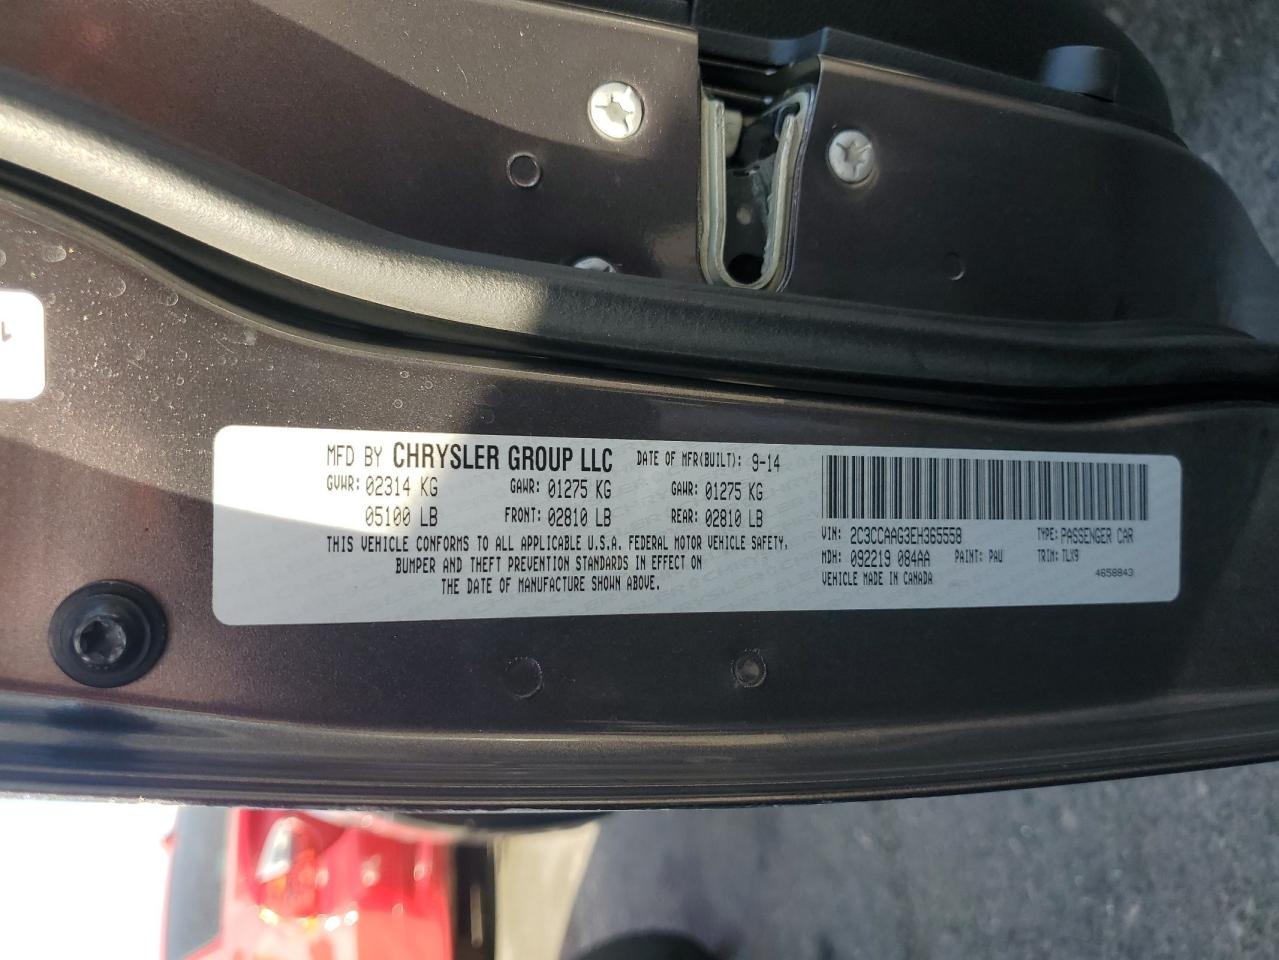 MFD BY CHRYSLER GROUP LLC DATE OF MFR(BUILT): 9-14
GVWR: 02314 KG GAWR: 01275 KG GAWR: 01275 KG
05100 LB FRONT: 02810 LB REAR: 02810 LB
THIS VEHICLE CONFORMS TO ALL APPLICABLE U.S.A. FEDERAL MOTOR VEHICLE SAFETY,
BUMPER AND THEFT PREVENTION STANDARDS IN EFFECT ON
THE DATE OF MANUFACTURE SHOWN ABOVE.
VIN: 2C3CCAAG3EH365558 TYPE: PASSENGER CAR
MDH: 092219 084AA PAINT: PAU TRIM: TLX9
VEHICLE MADE IN CANADA 4658843